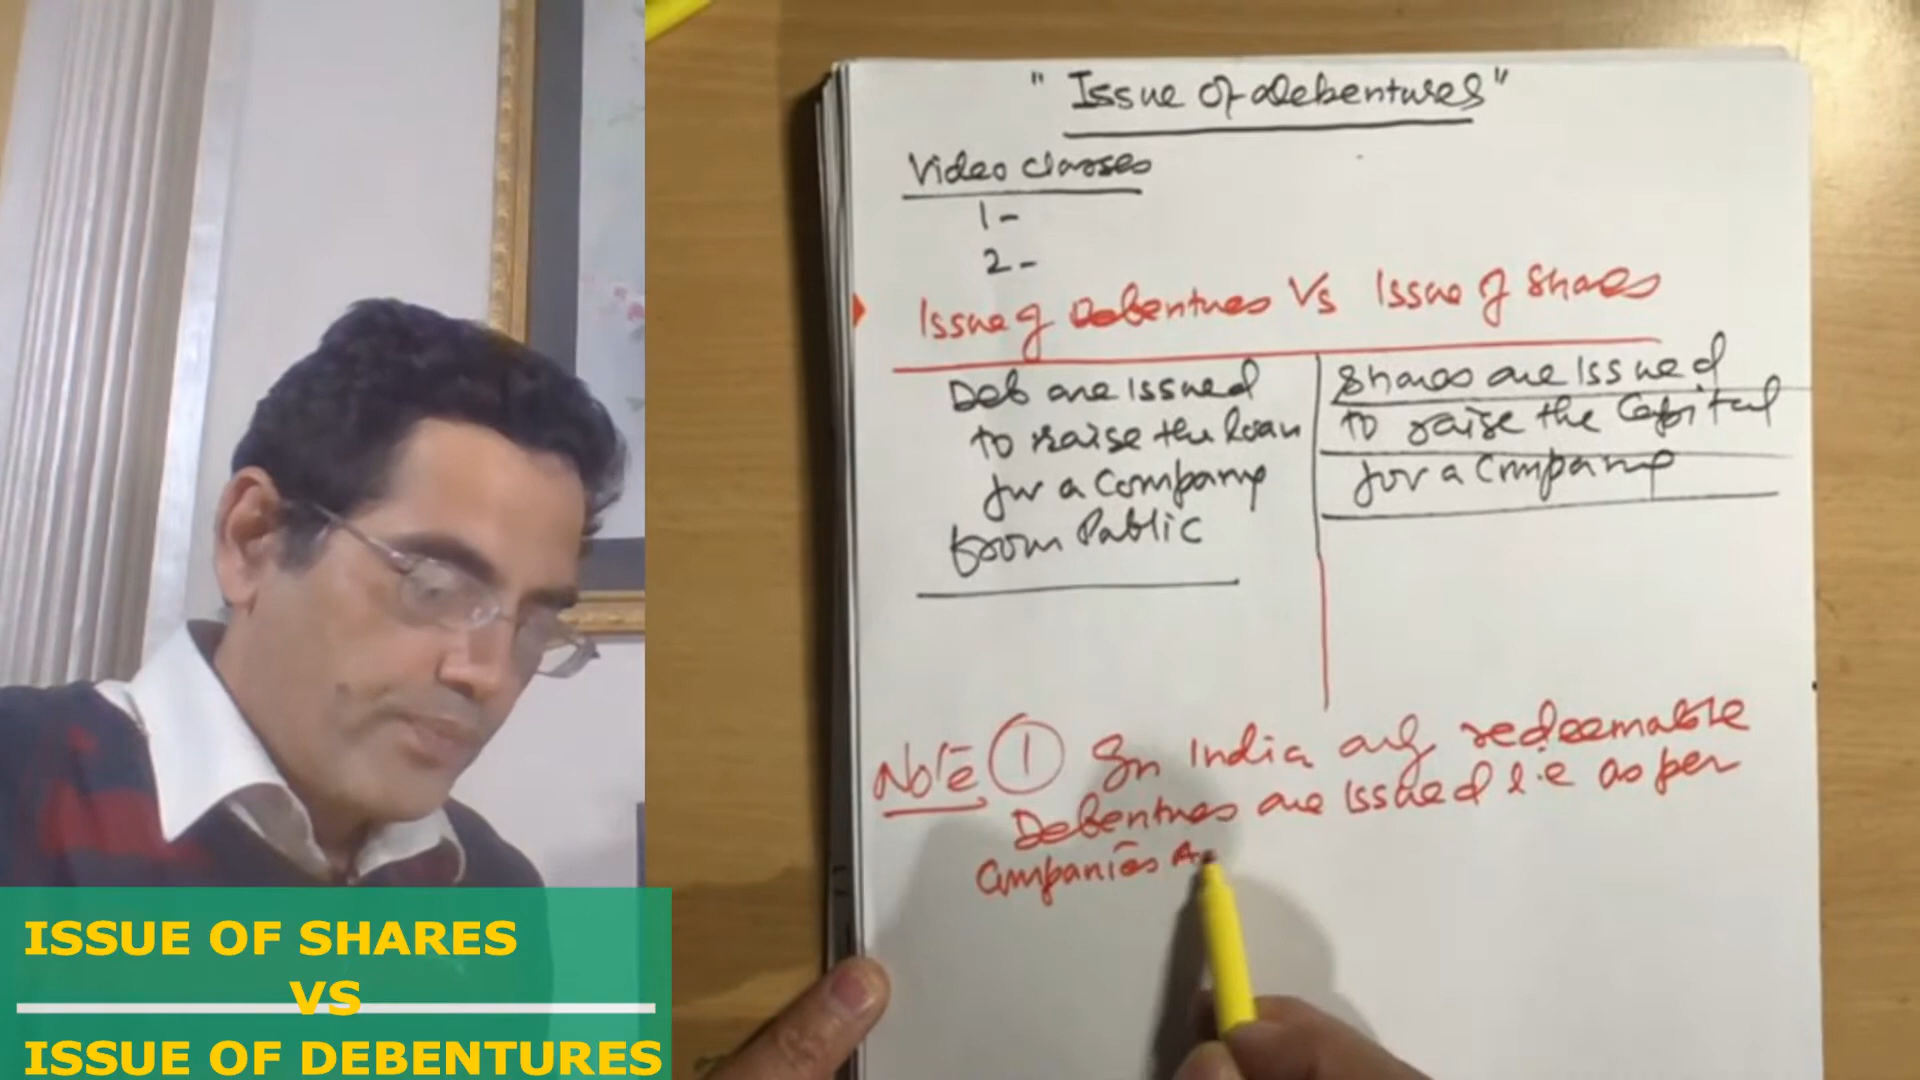 "Issue Of Debentures"
Video classes
1-
2-
Issue of Debentures Vs Issue of Shares
Deb are issued
to raise the loan
for a Company
from Public
Shares are issued
to raise the Capital
for a Company
Note 1 In India only redeemable
Debentures are issued i.e as per
Companies A
ISSUE OF SHARES
VS
ISSUE OF DEBENTURES